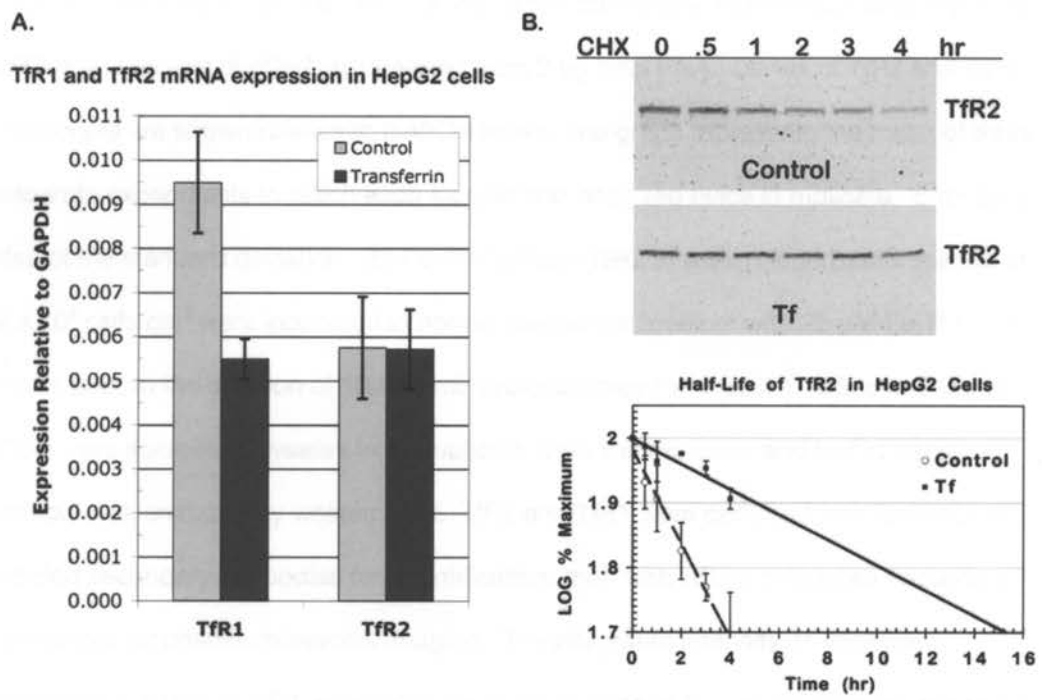 A.
TfR1 and TfR2 mRNA expression in HepG2 cells
Expression Relative to GAPDH
0.011
0.010
0.009
0.008
0.007
0.006
0.005
0.004
0.003
0.002
0.001
0.000
Control
Transferrin
TfR1 TfR2
B.
CHX 0 .5 1 2 3 4 hr
TfR2
Control
TfR2
Tf
Half-Life of TfR2 in HepG2 Cells
LOG % Maximum
2
1.9
1.8
1.7
Control
Tf
0 2 4 6 8 10 12 14 16
Time (hr)